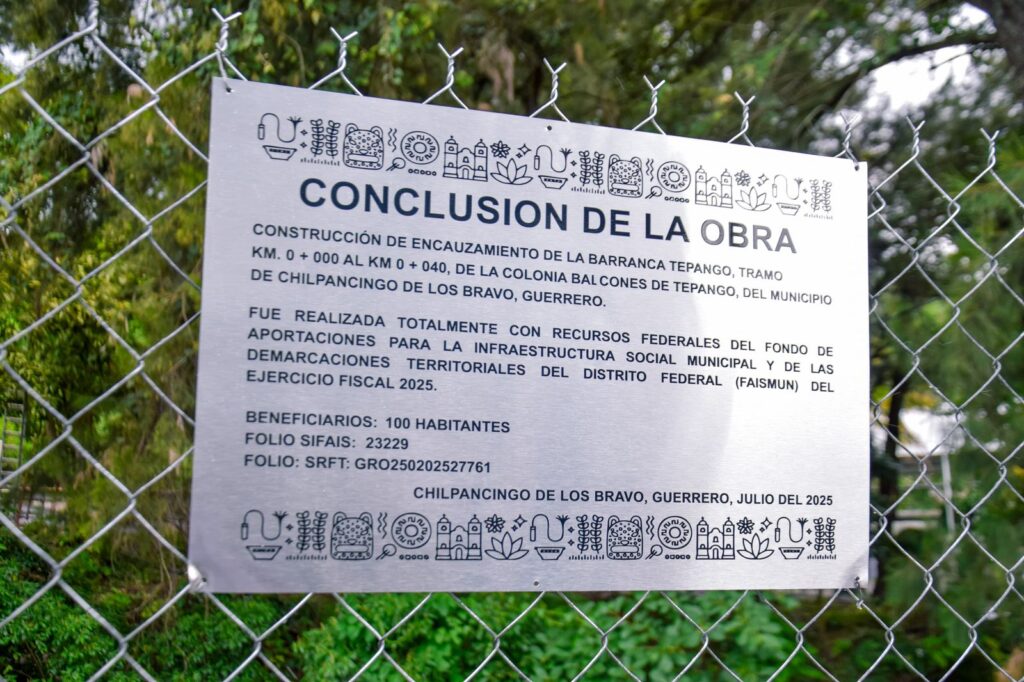 CONCLUSION DE LA OBRA
CONSTRUCCIÓN DE ENCAUZAMIENTO DE LA BARRANCA TEPANGO, TRAMO
KM. 0 + 000 AL KM 0 + 040, DE LA COLONIA BALCONES DE TEPANGO, DEL MUNICIPIO
DE CHILPANCINGO DE LOS BRAVO, GUERRERO.
FUE REALIZADA TOTALMENTE CON RECURSOS FEDERALES DEL FONDO DE
APORTACIONES PARA LA INFRAESTRUCTURA SOCIAL MUNICIPAL Y DE LAS
DEMARCACIONES TERRITORIALES DEL DISTRITO FEDERAL (FAISMUN) DEL
EJERCICIO FISCAL 2025.
BENEFICIARIOS: 100 HABITANTES
FOLIO SIFAIS: 23229
FOLIO: SRFT: GRO250202527761
CHILPANCINGO DE LOS BRAVO, GUERRERO, JULIO DEL 2025